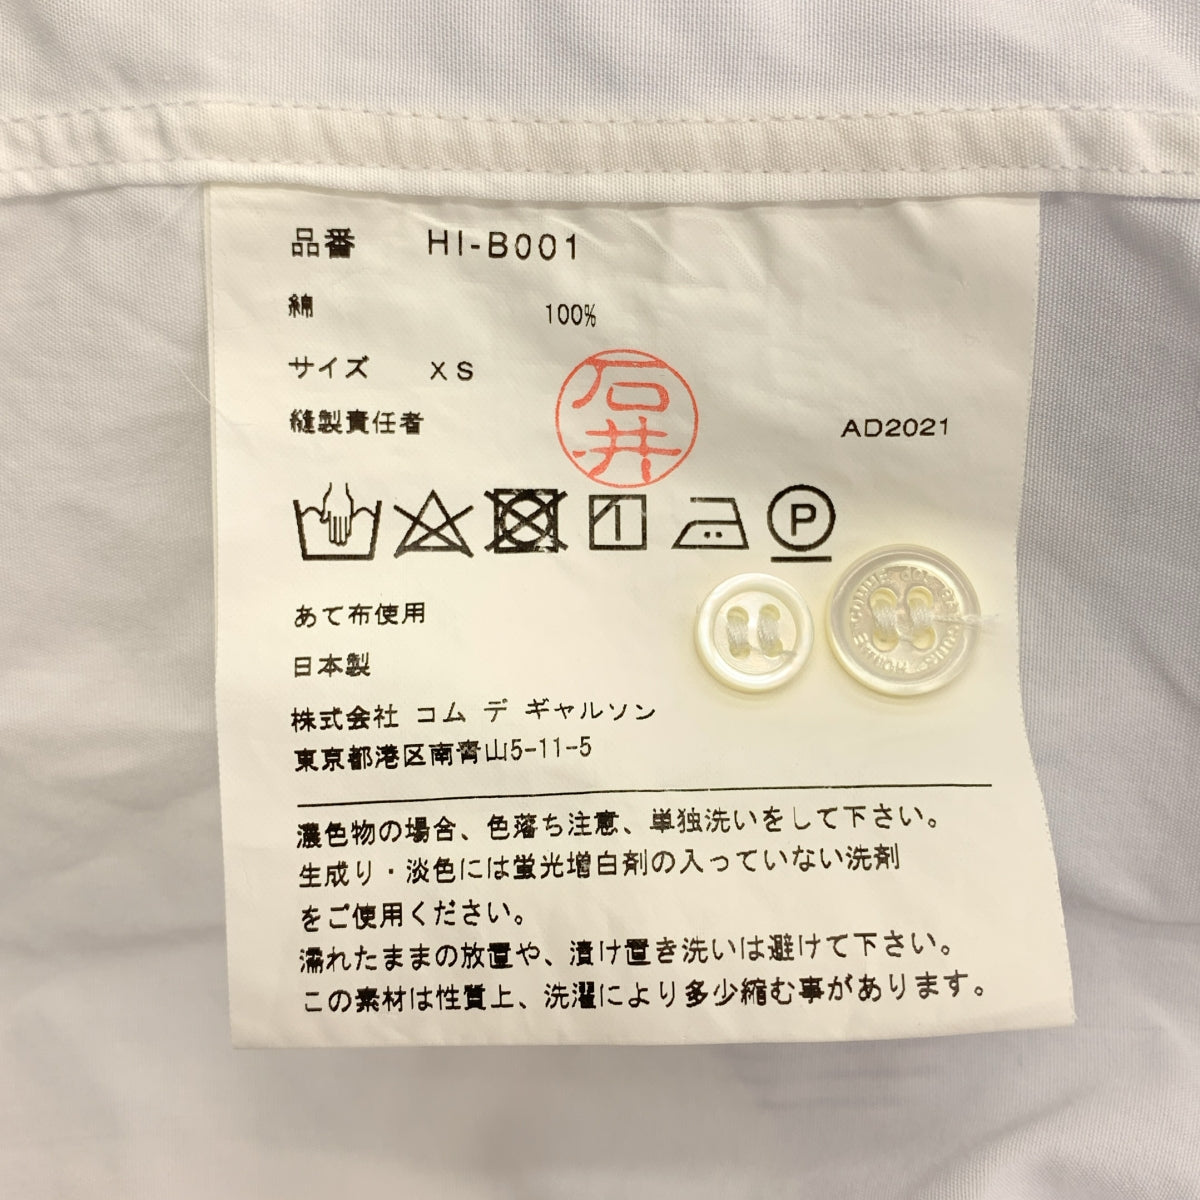 品番 HI-B001
綿 100%
サイズ XS
石井
縫製責任者 AD2021
P
あて布使用
日本製
株式会社 コム デ ギャルソン
東京都港区南青山5-11-5
濃色物の場合、色落ち注意、単独洗いをして下さい。
生成り・淡色には蛍光増白剤の入っていない洗剤
をご使用ください。
濡れたままの放置や、漬け置き洗いは避けて下さい。
この素材は性質上、洗濯により多少縮む事があります。